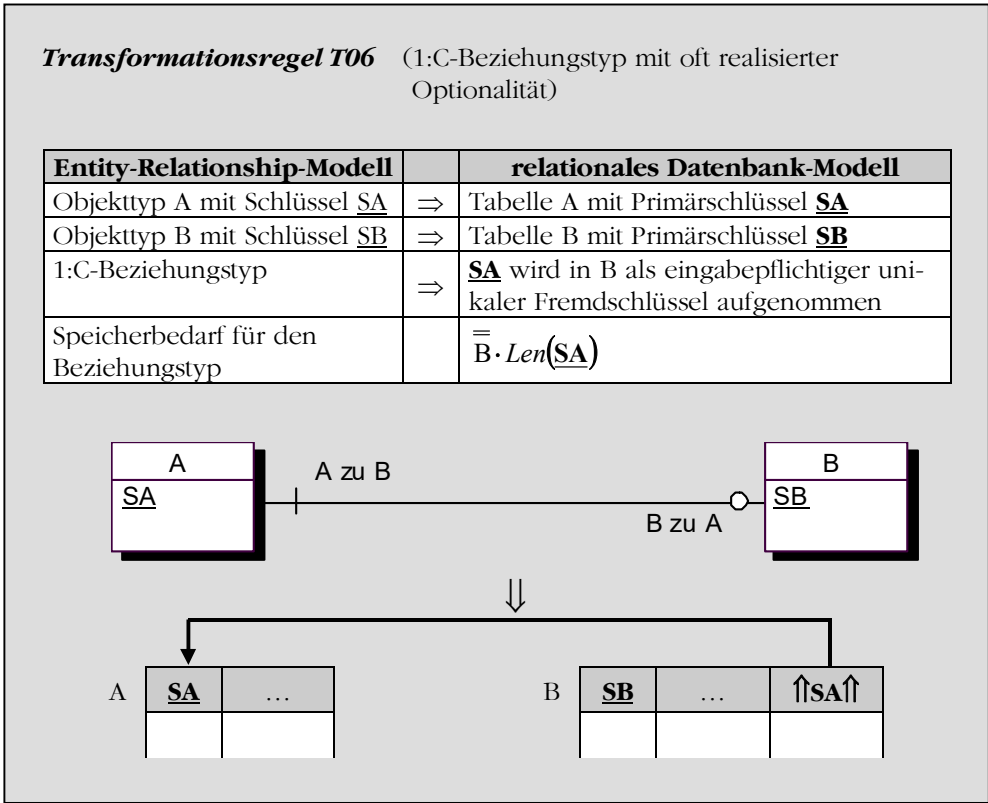 Transformationsregel T06 (1:C-Beziehungstyp mit oft realisierter
Optionalität)
Entity-Relationship-Modell relationales Datenbank-Modell
Objekttyp A mit Schlüssel SA ⇒ Tabelle A mit Primärschlüssel SA
Objekttyp B mit Schlüssel SB ⇒ Tabelle B mit Primärschlüssel SB
1:C-Beziehungstyp ⇒ SA wird in B als eingabepflichtiger uni-
kaler Fremdschlüssel aufgenommen
Speicherbedarf für den
Beziehungstyp
B̿ · Len(SA)
A
SA
A zu B
B zu A
B
SB
⇓
A SA …
B SB … ⇑SA⇑